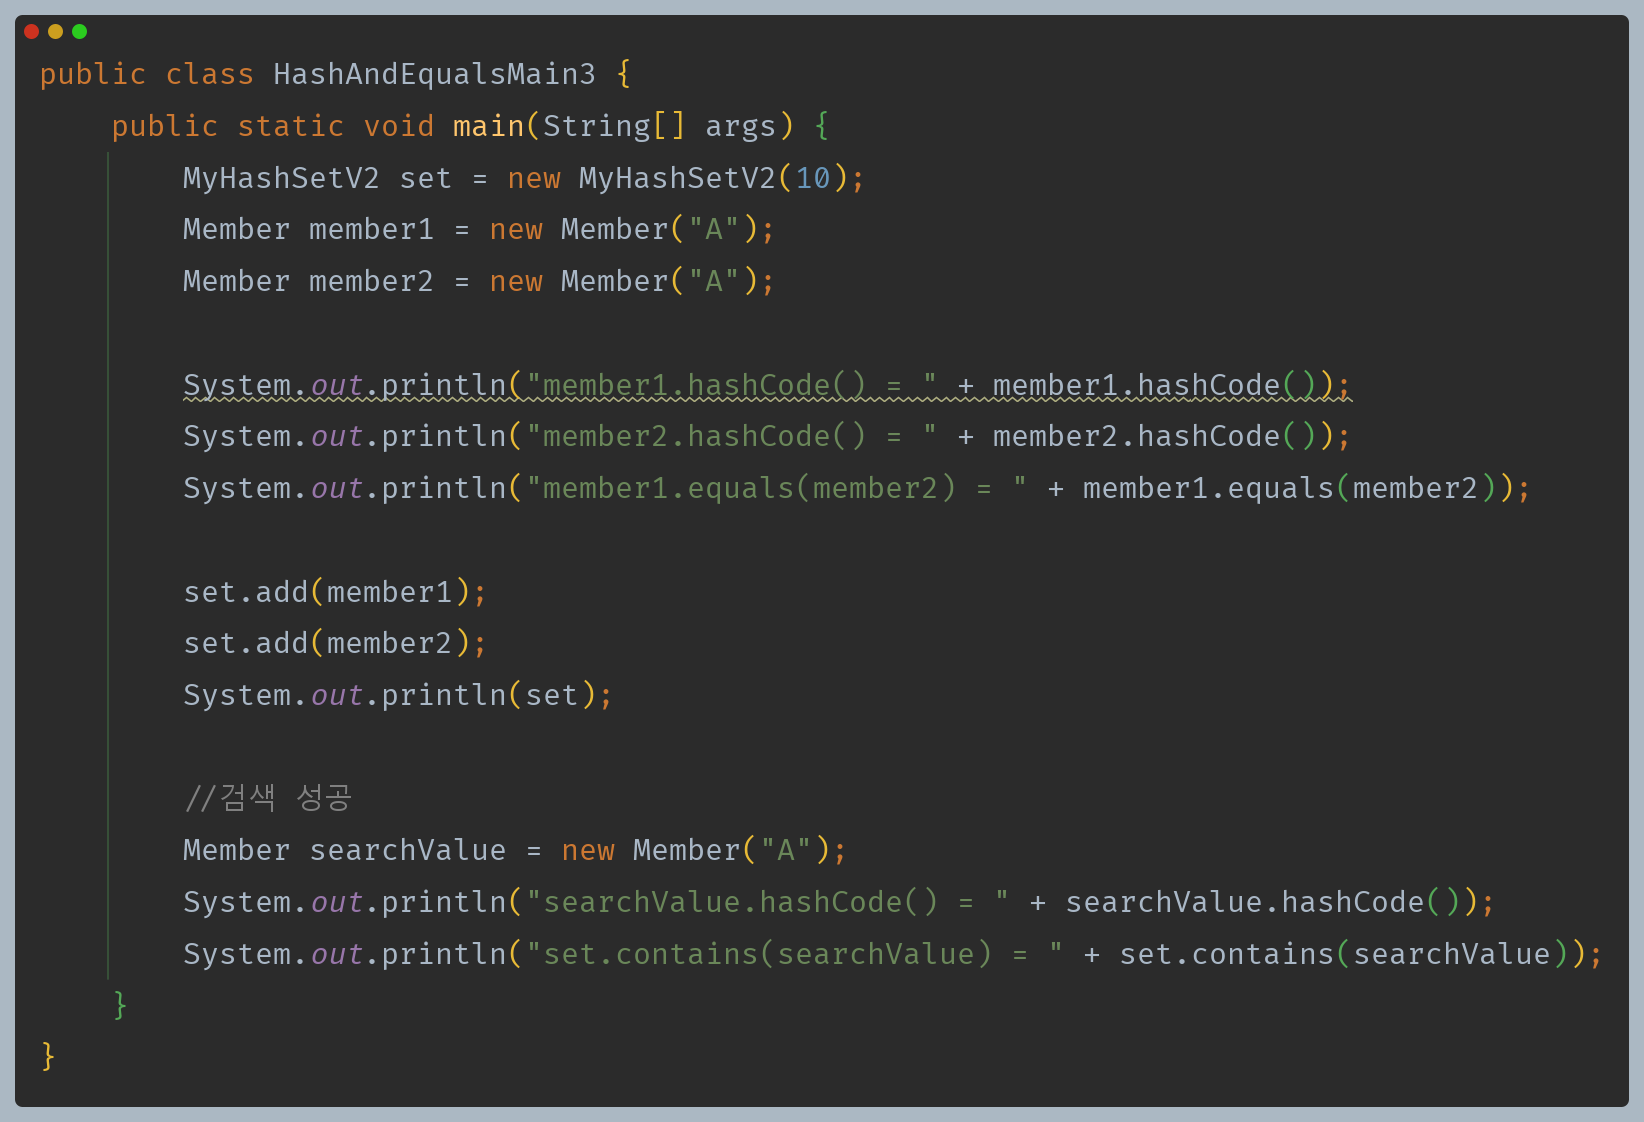 public class HashAndEqualsMain3 {
    public static void main(String[] args) {
        MyHashSetV2 set = new MyHashSetV2(10);
        Member member1 = new Member("A");
        Member member2 = new Member("A");

        System.out.println("member1.hashCode() = " + member1.hashCode());
        System.out.println("member2.hashCode() = " + member2.hashCode());
        System.out.println("member1.equals(member2) = " + member1.equals(member2));

        set.add(member1);
        set.add(member2);
        System.out.println(set);

        //검색 성공
        Member searchValue = new Member("A");
        System.out.println("searchValue.hashCode() = " + searchValue.hashCode());
        System.out.println("set.contains(searchValue) = " + set.contains(searchValue));
    }
}